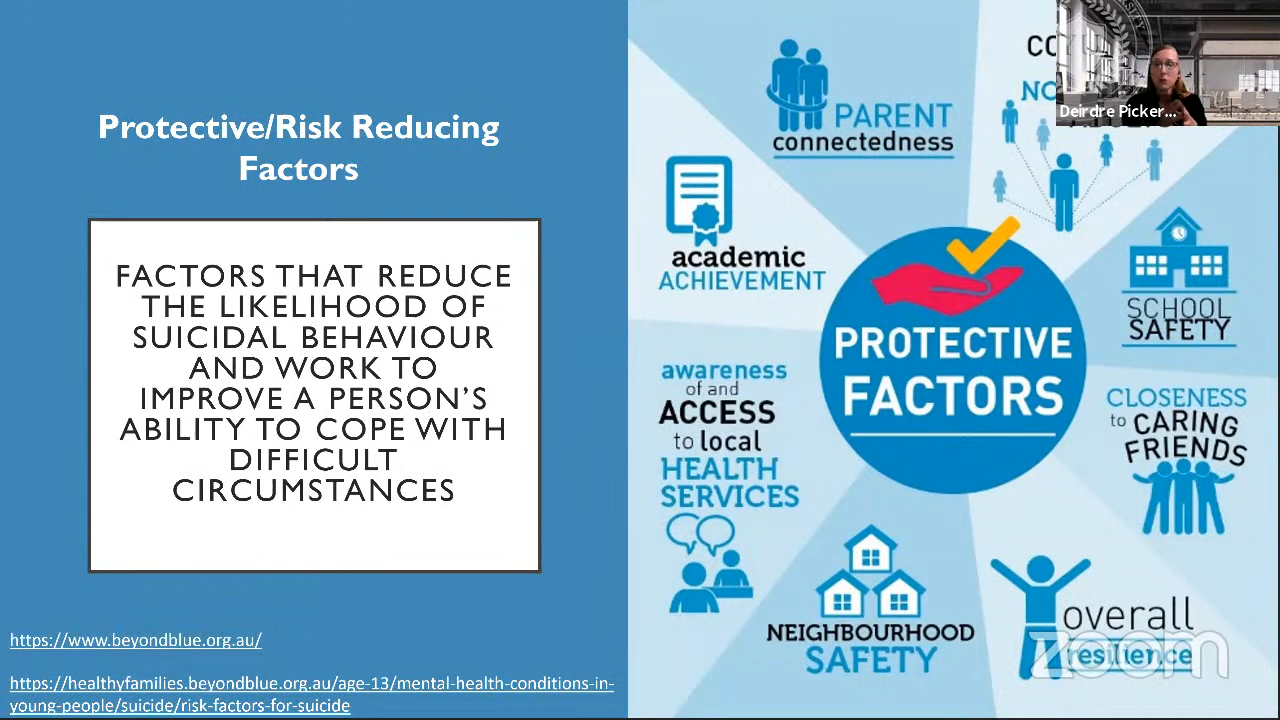 Protective/Risk Reducing
Factors
FACTORS THAT REDUCE
THE LIKELIHOOD OF
SUICIDAL BEHAVIOUR
AND WORK TO
IMPROVE A PERSON'S
ABILITY TO COPE WITH
DIFFICULT
CIRCUMSTANCES
https://www.beyondblue.org.au/
https://healthyfamilies.beyondblue.org.au/age-13/mental-health-conditions-in-
young-people/suicide/risk-factors-for-suicide
PARENT
connectedness
Deirdre Picker...
academic
ACHIEVEMENT
SCHOOL
SAFETY
PROTECTIVE
FACTORS
awareness
of and
ACCESS
to local
HEALTH
SERVICES
CLOSENESS
to CARING
FRIENDS
NEIGHBOURHOOD
SAFETY
overall
resilience
zoom